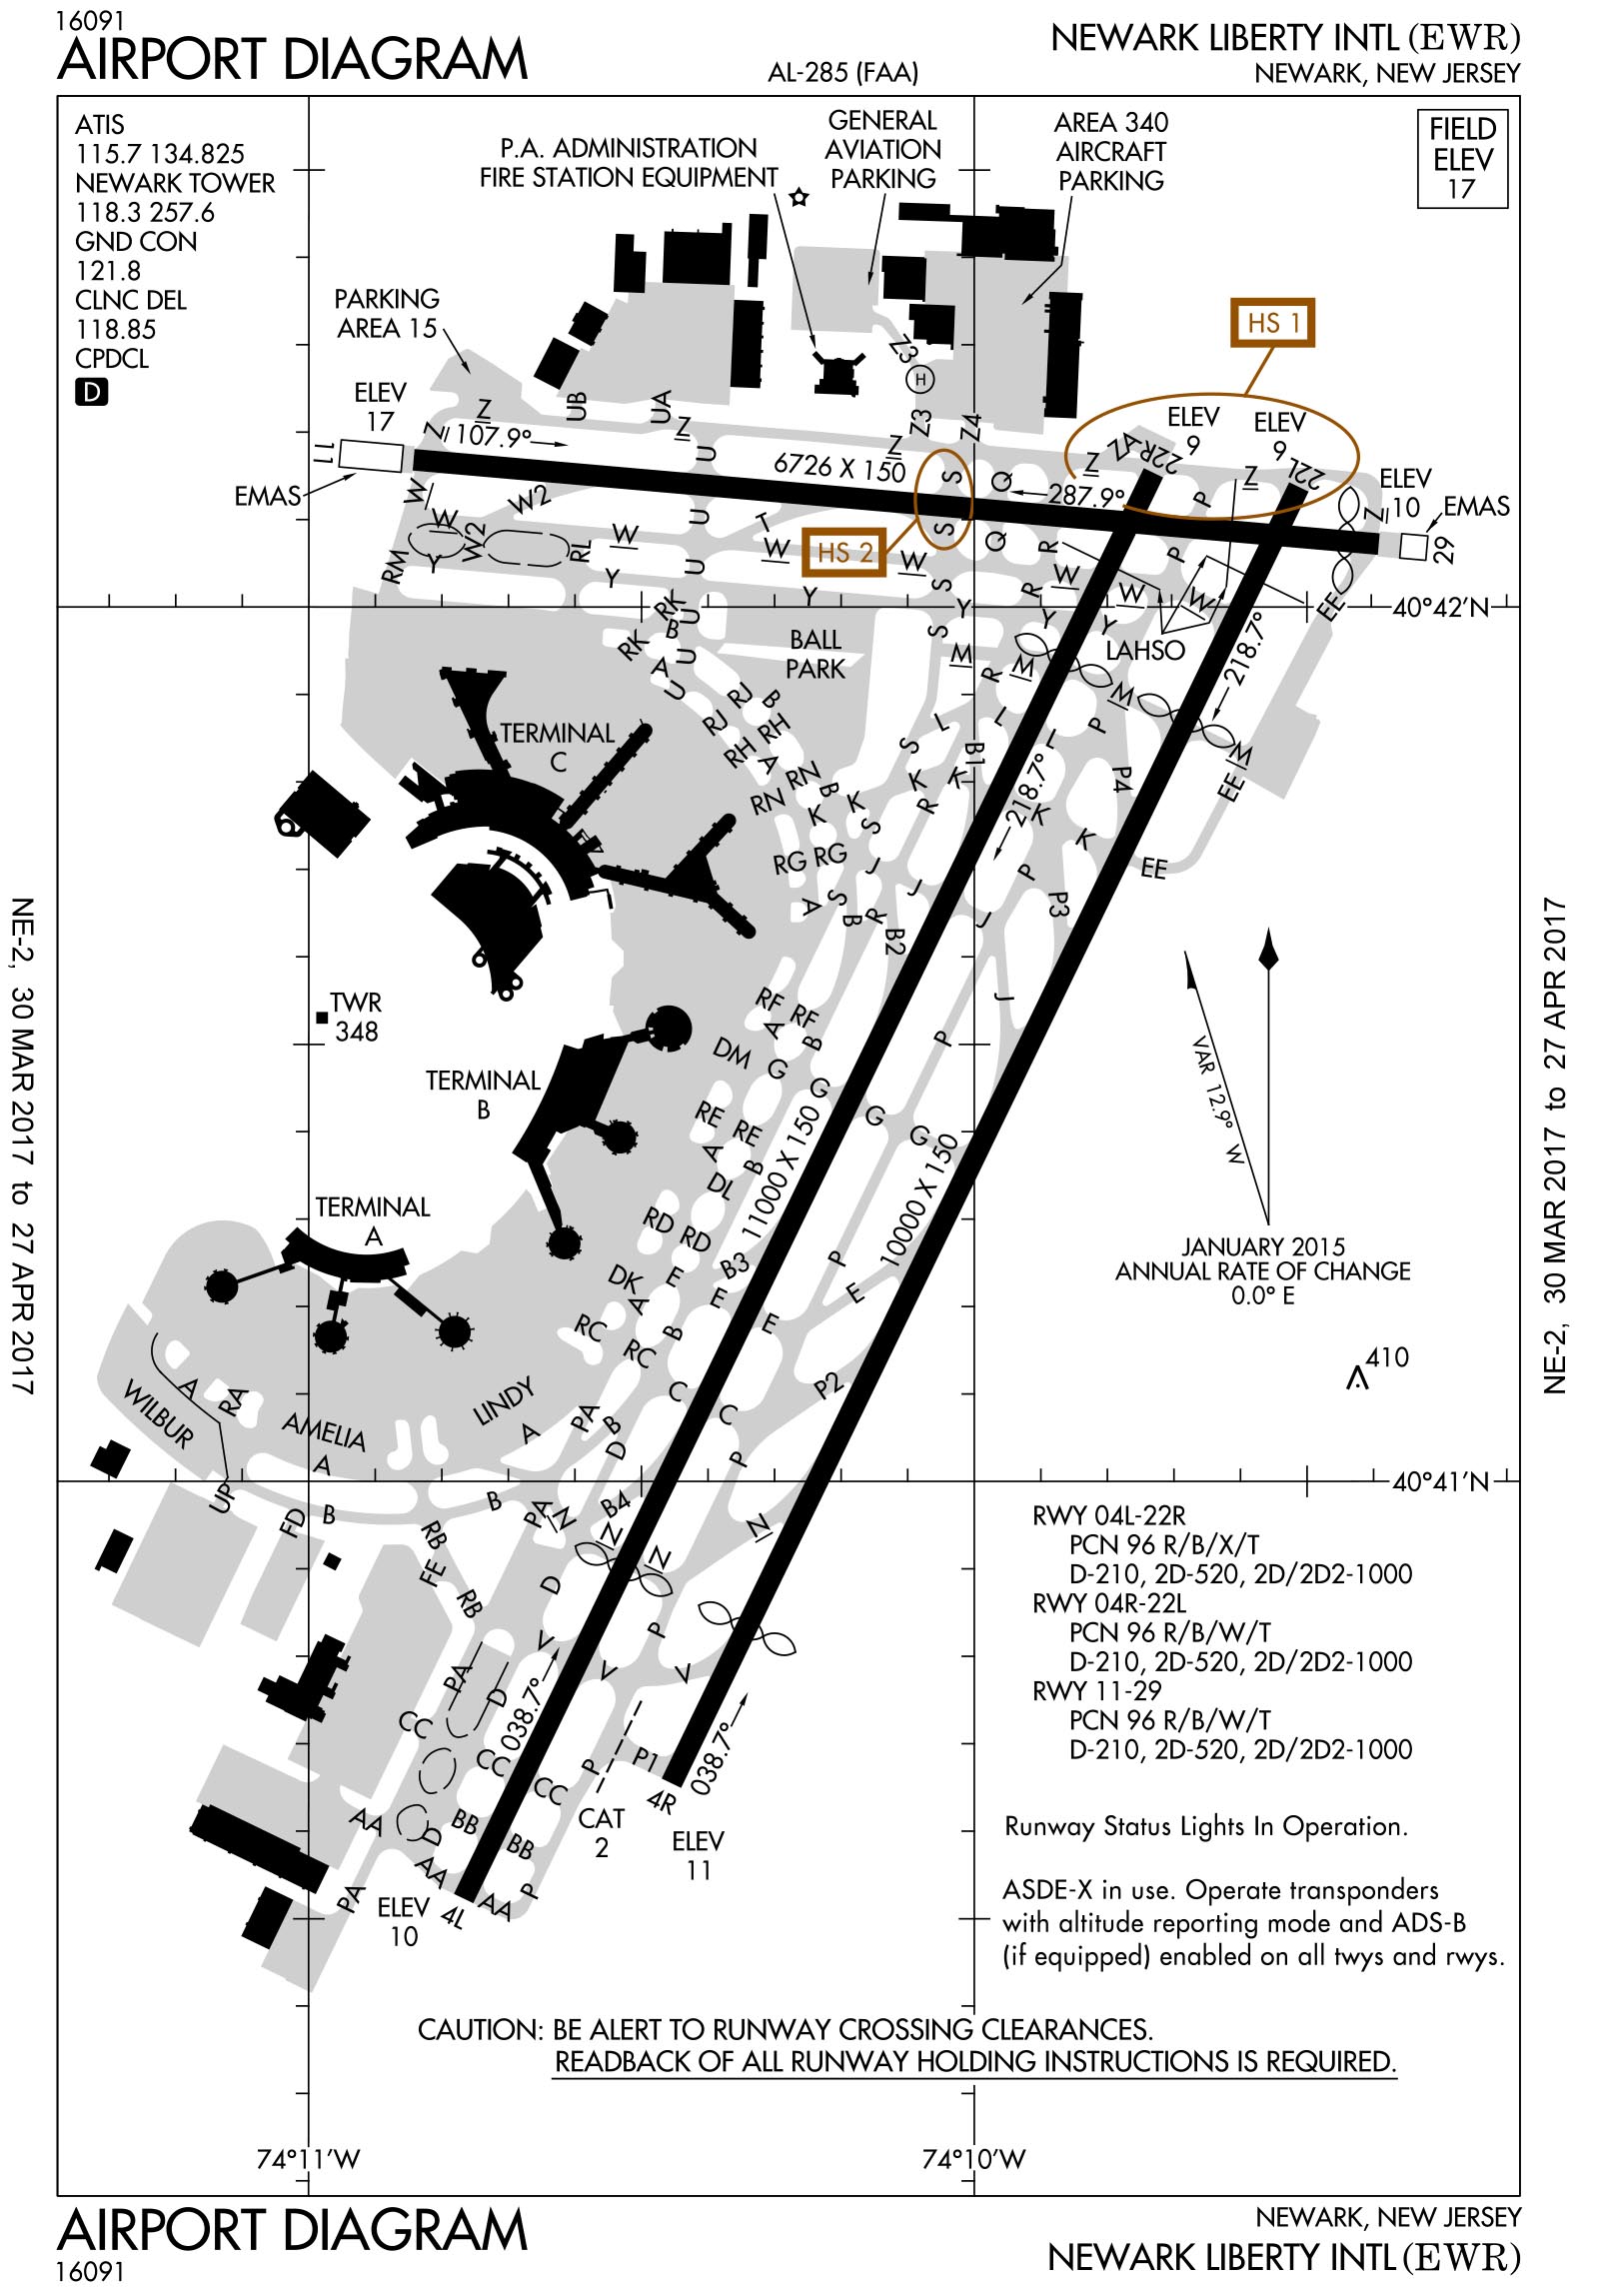 16091
AIRPORT DIAGRAM
AL-285 (FAA)
NEWARK LIBERTY INTL (EWR)
NEWARK, NEW JERSEY
ATIS
115.7 134.825
NEWARK TOWER
118.3 257.6
GND CON
121.8
CLNC DEL
118.85
CPDCL
D
P.A. ADMINISTRATION
FIRE STATION EQUIPMENT
GENERAL
AVIATION
PARKING
AREA 340
AIRCRAFT
PARKING
FIELD
ELEV
17
PARKING
AREA 15
HS 1
ELEV
17
UB
UA
Z3
H
Z3
Z4
ELEV
9
ELEV
9
Z
Z
107.9°
Z
U
Z
6726 X 150
S
Q
287.9°
Z
AZ
22R
P
Z
22L
ELEV
10
Z
EMAS
11
EMAS
29
W
W2
W
W2
Y
RM
RL
W
Y
U
U
T
W
HS 2
W
S
S
Q
R
R
W
W
W
P
EE
40°42'N
Y
Y
Y
Y
RK
RK
B
U
U
A
U
BALL
PARK
S
M
R
M
M
LAHSO
218.7°
M
EE
TERMINAL
C
RJ
RJ
B
RH
RH
A
RN
RN
B
K
K
S
L
L
L
P
S
K
K
R
B1
218.7°
K
P4
K
EE
RG
RG
J
J
J
J
P
P3
A
S
B
R
B2
TWR
348
RF
RF
A
B
DM
G
G
G
G
P
VAR 12.9° W
TERMINAL
B
RE
RE
A
B
DL
11000 X 150
10000 X 150
RD
RD
TERMINAL
A
JANUARY 2015
ANNUAL RATE OF CHANGE
0.0° E
DK
E
B3
E
E
E
P
A
RC
RC
B
410
WILBUR
A
RA
AMELIA
A
LINDY
A
PA
B
D
C
C
P2
P
40°41'N
UP
FD
B
B
RB
FE
RB
PA
N
B4
N
N
N
D
V
V
V
P
RWY 04L-22R
PCN 96 R/B/X/T
D-210, 2D-520, 2D/2D2-1000
RWY 04R-22L
PCN 96 R/B/W/T
D-210, 2D-520, 2D/2D2-1000
RWY 11-29
PCN 96 R/B/W/T
D-210, 2D-520, 2D/2D2-1000
PA
D
038.7°
CC
CC
CC
P
P1
038.7°
4R
CAT
2
ELEV
11
AA
D
BB
BB
AA
AA
P
PA
ELEV
10
4L
Runway Status Lights In Operation.
ASDE-X in use. Operate transponders
with altitude reporting mode and ADS-B
(if equipped) enabled on all twys and rwys.
CAUTION: BE ALERT TO RUNWAY CROSSING CLEARANCES.
READBACK OF ALL RUNWAY HOLDING INSTRUCTIONS IS REQUIRED.
74°11'W
74°10'W
NE-2, 30 MAR 2017 to 27 APR 2017
NE-2, 30 MAR 2017 to 27 APR 2017
AIRPORT DIAGRAM
16091
NEWARK, NEW JERSEY
NEWARK LIBERTY INTL (EWR)